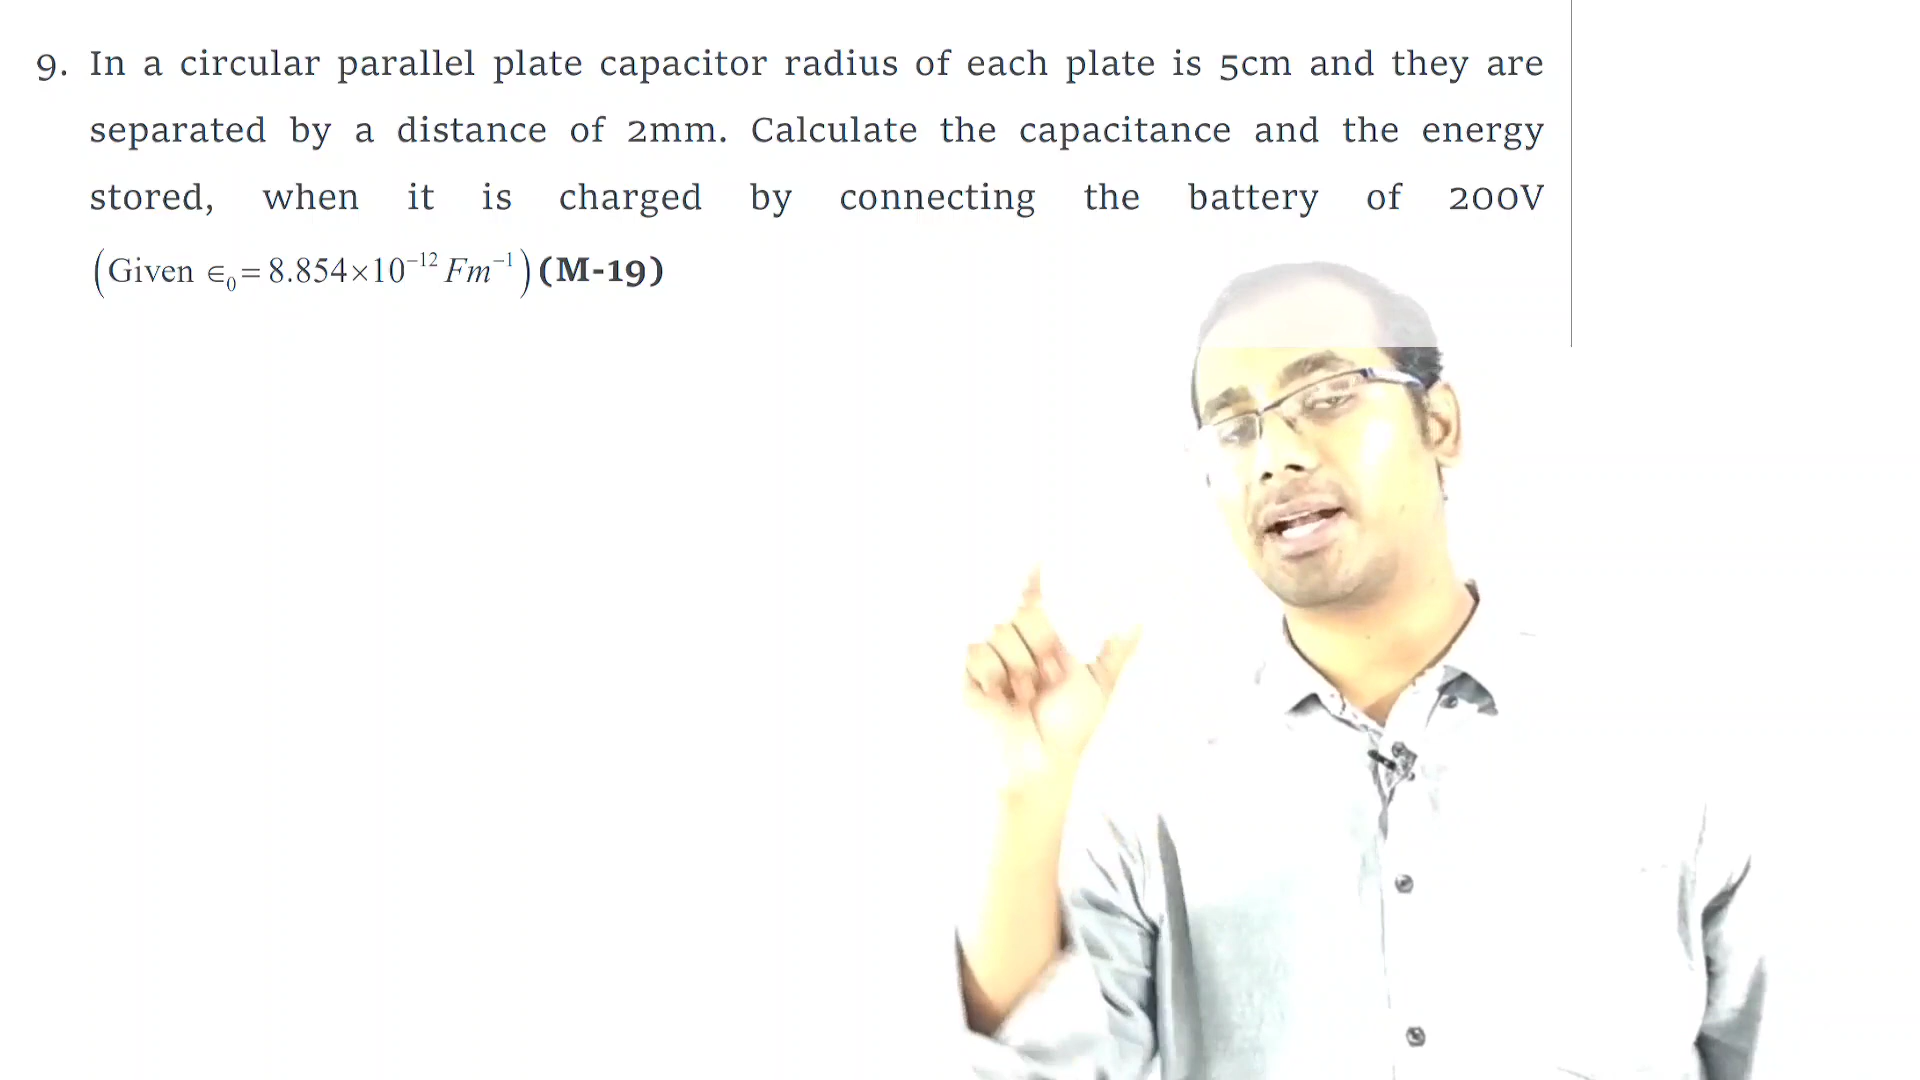 9. In a circular parallel plate capacitor radius of each plate is 5cm and they are
separated by a distance of 2mm. Calculate the capacitance and the energy
stored, when it is charged by connecting the battery of 200V
(Given ∈₀=8.854×10⁻¹² Fm⁻¹) (M-19)